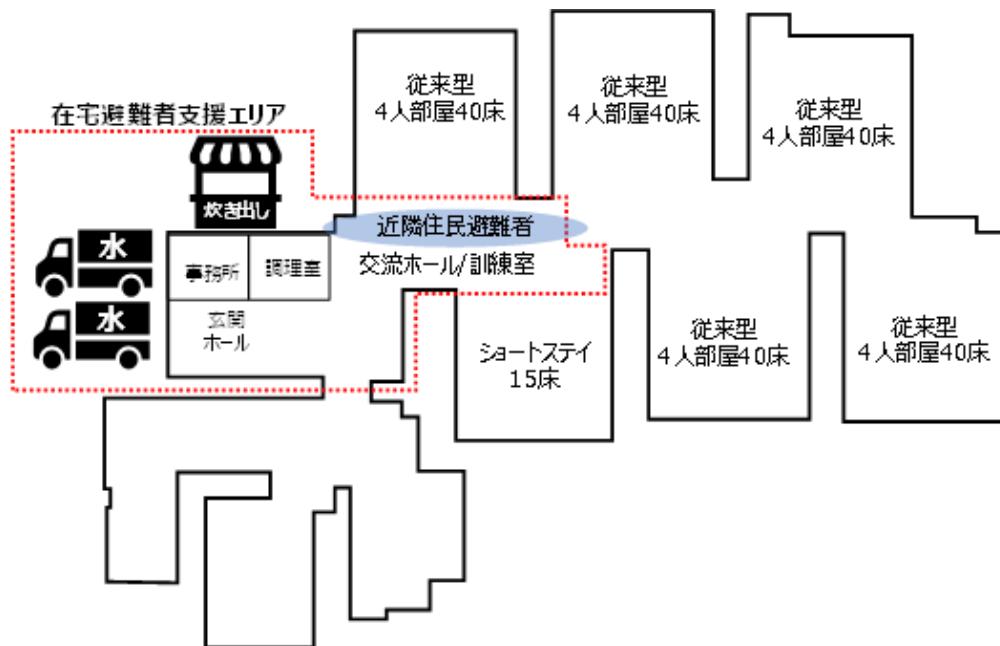 在宅避難者支援エリア
炊き出し
水
水
事務所
調理室
玄関
ホール
近隣住民避難者
交流ホール/訓練室
従来型
4人部屋40床
従来型
4人部屋40床
従来型
4人部屋40床
ショートステイ
15床
従来型
4人部屋40床
従来型
4人部屋40床